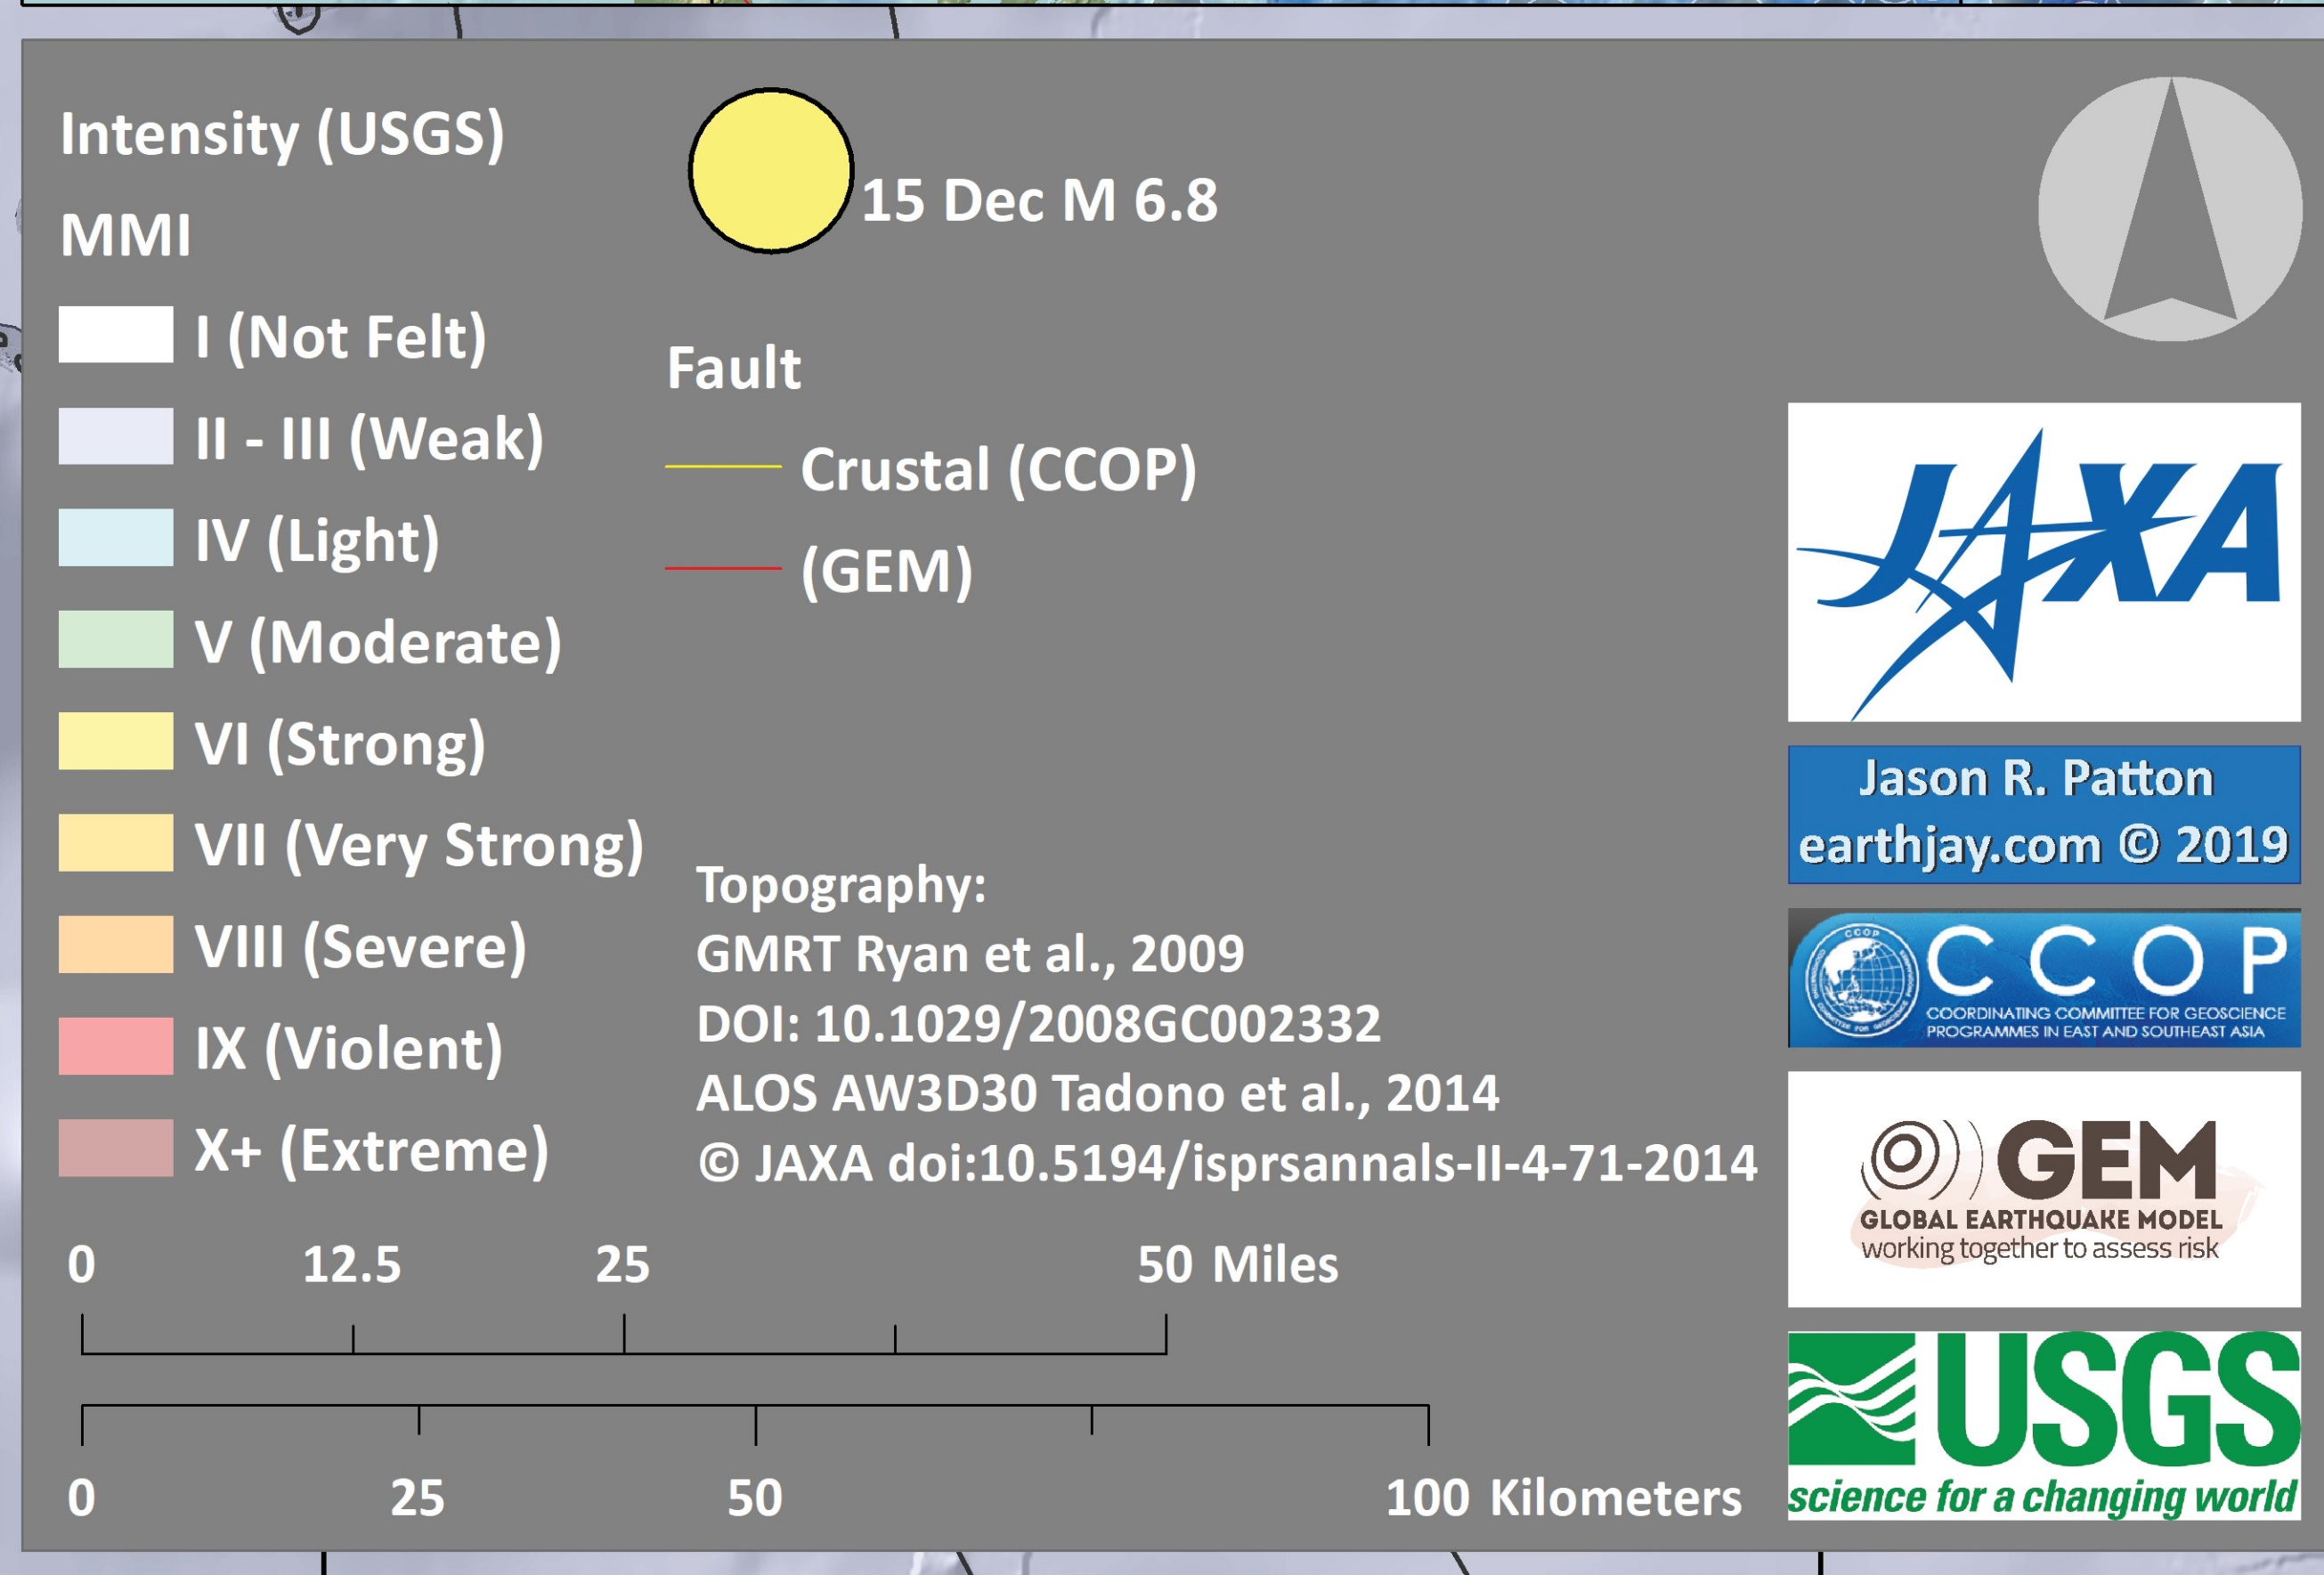 Intensity (USGS)
MMI
I (Not Felt)
II - III (Weak)
IV (Light)
V (Moderate)
VI (Strong)
VII (Very Strong)
VIII (Severe)
IX (Violent)
X+ (Extreme)
15 Dec M 6.8
Fault
Crustal (CCOP)
(GEM)
Topography:
GMRT Ryan et al., 2009
DOI: 10.1029/2008GC002332
ALOS AW3D30 Tadono et al., 2014
© JAXA doi:10.5194/isprsannals-II-4-71-2014
0 12.5 25 50 Miles
0 25 50 100 Kilometers
JAXA
Jason R. Patton
earthjay.com © 2019
CCOP
CCOP
COORDINATING COMMITTEE FOR GEOSCIENCE
PROGRAMMES IN EAST AND SOUTHEAST ASIA
GEM
GLOBAL EARTHQUAKE MODEL
working together to assess risk
USGS
science for a changing world